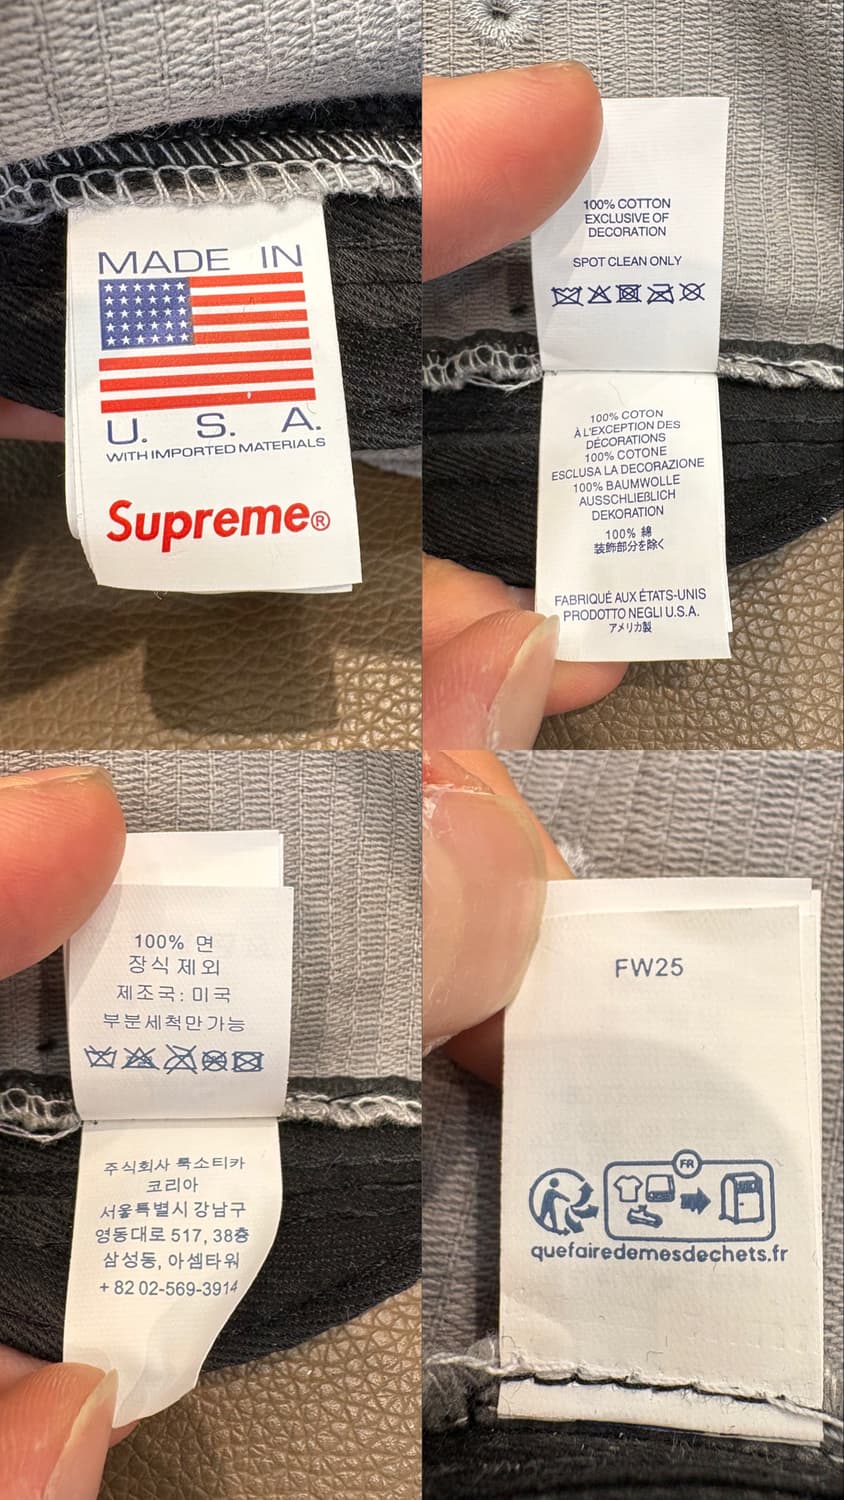 MADE IN
U. S. A.
WITH IMPORTED MATERIALS
Supreme®
100% COTTON
EXCLUSIVE OF
DECORATION
SPOT CLEAN ONLY
100% COTON
À L'EXCEPTION DES
DÉCORATIONS
100% COTONE
ESCLUSA LA DECORAZIONE
100% BAUMWOLLE
AUSSCHLIEßLICH
DEKORATION
100% 綿
装飾部分を除く
FABRIQUÉ AUX ÉTATS-UNIS
PRODOTTO NEGLI U.S.A.
アメリカ製
100% 면
장식 제외
제조국: 미국
부분세척만가능
주식회사 룩소티카
코리아
서울특별시 강남구
영동대로 517, 38층
삼성동, 아셈타워
+ 82 02-569-3914
FW25
FR
quefairedemesdechets.fr